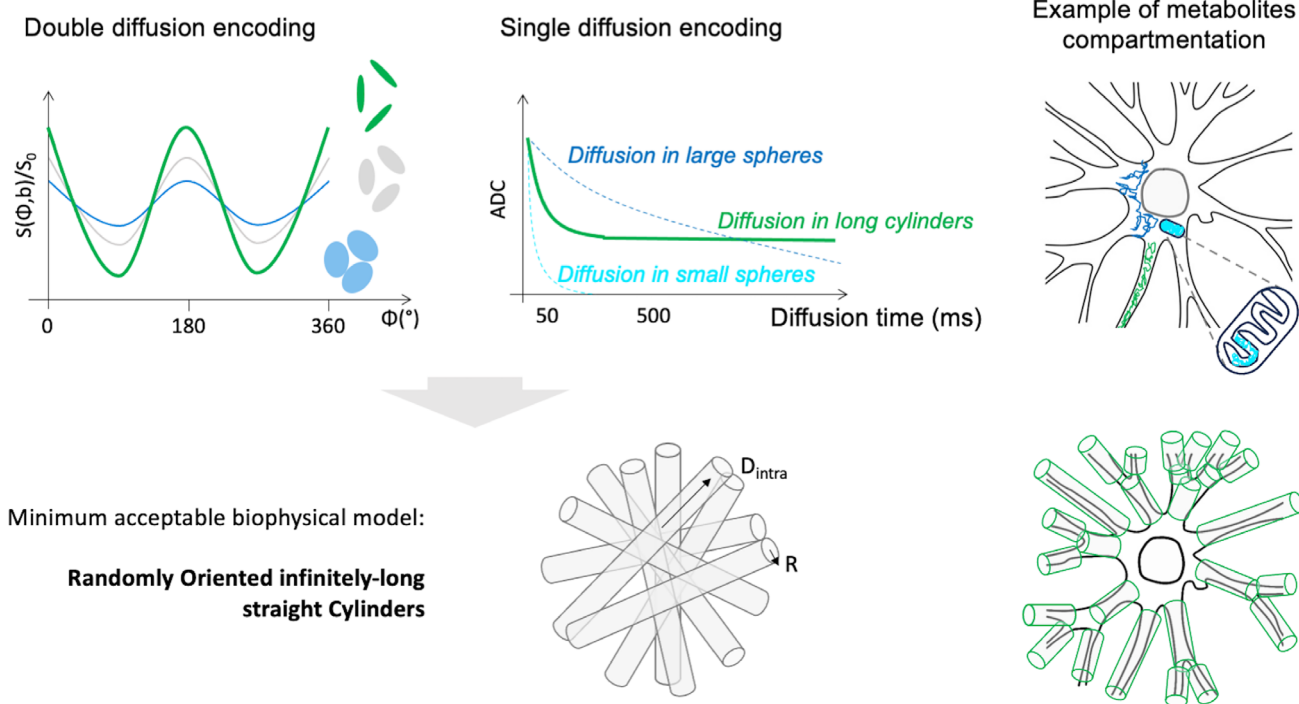 Double diffusion encoding
Single diffusion encoding
Example of metabolites
compartmentation
S(Φ,b)/S₀
0
180
360
Φ(°)
ADC
Diffusion in large spheres
Diffusion in long cylinders
Diffusion in small spheres
50
500
Diffusion time (ms)
Minimum acceptable biophysical model:
Randomly Oriented infinitely-long
straight Cylinders
Dintra
R